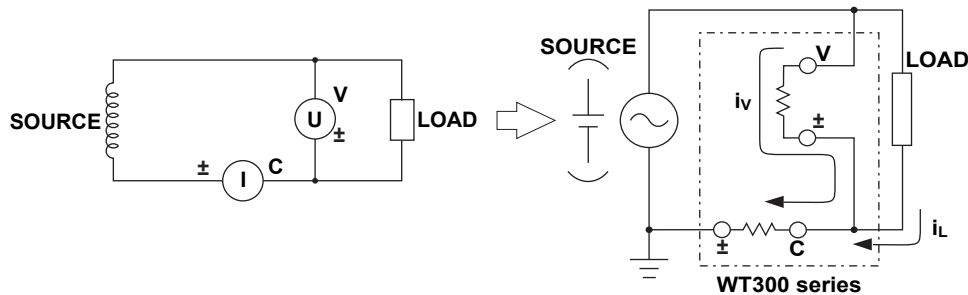 SOURCE
V
U
±
LOAD
±
C
I
SOURCE
V
LOAD
iV
±
±
C
iL
WT300 series